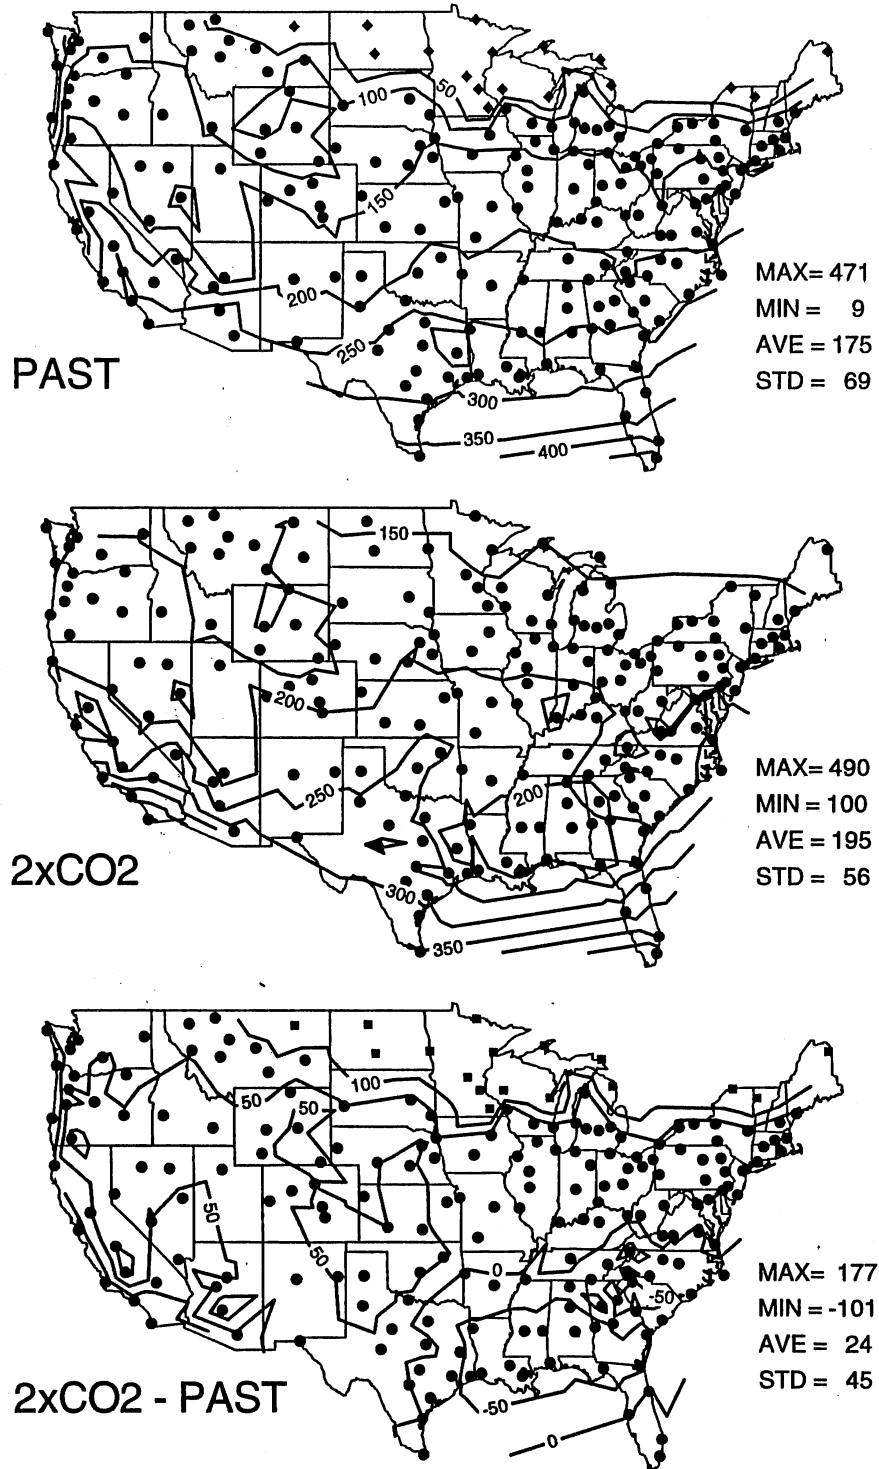 50
100
150
200
250
300
350
400
PAST
MAX= 471
MIN = 9
AVE = 175
STD = 69
150
200
250
200
300
350
2xCO2
MAX= 490
MIN = 100
AVE = 195
STD = 56
100
50
50
50
50
0
-50
-50
0
2xCO2 - PAST
MAX= 177
MIN = -101
AVE = 24
STD = 45